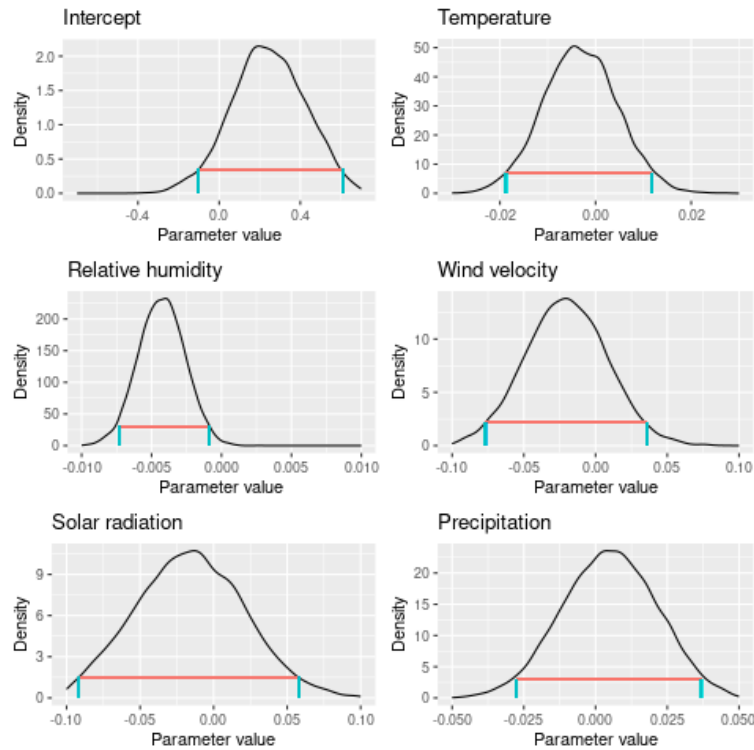 Intercept
Density
2.0
1.5
1.0
0.5
0.0
-0.4 0.0 0.4
Parameter value
Temperature
Density
50
40
30
20
10
0
-0.02 0.00 0.02
Parameter value
Relative humidity
Density
200
150
100
50
0
-0.010 -0.005 0.000 0.005 0.010
Parameter value
Wind velocity
Density
10
5
0
-0.10 -0.05 0.00 0.05 0.10
Parameter value
Solar radiation
Density
9
6
3
0
-0.10 -0.05 0.00 0.05 0.10
Parameter value
Precipitation
Density
20
15
10
5
0
-0.050 -0.025 0.000 0.025 0.050
Parameter value